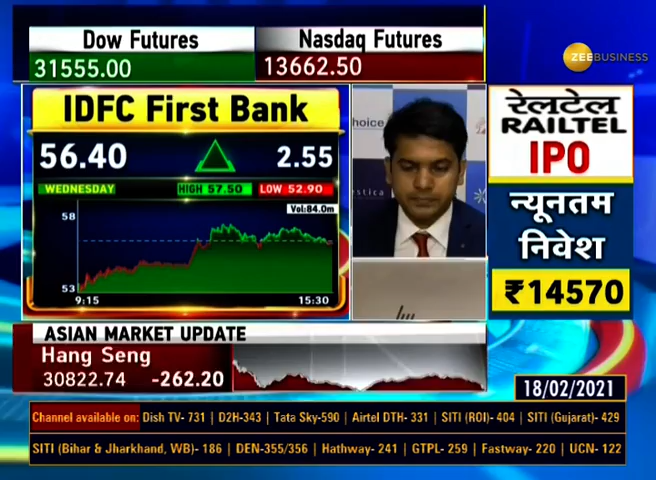 Dow Futures
31555.00
Nasdaq Futures
13662.50
ZEEBUSINESS
IDFC First Bank
56.40
2.55
WEDNESDAY
HIGH 57.50
LOW 52.90
Vol:84.0m
58
53
9:15
15:30
hoice
estica
hp
रेलटेल
RAILTEL
IPO
न्यूनतम
निवेश
₹14570
ASIAN MARKET UPDATE
Hang Seng
30822.74 -262.20
18/02/2021
Channel available on: Dish TV- 731 | D2H-343 | Tata Sky-590 | Airtel DTH- 331 | SITI (ROI)- 404 | SITI (Gujarat)- 429
SITI (Bihar & Jharkhand, WB)- 186 | DEN-355/356 | Hathway- 241 | GTPL- 259 | Fastway- 220 | UCN- 122